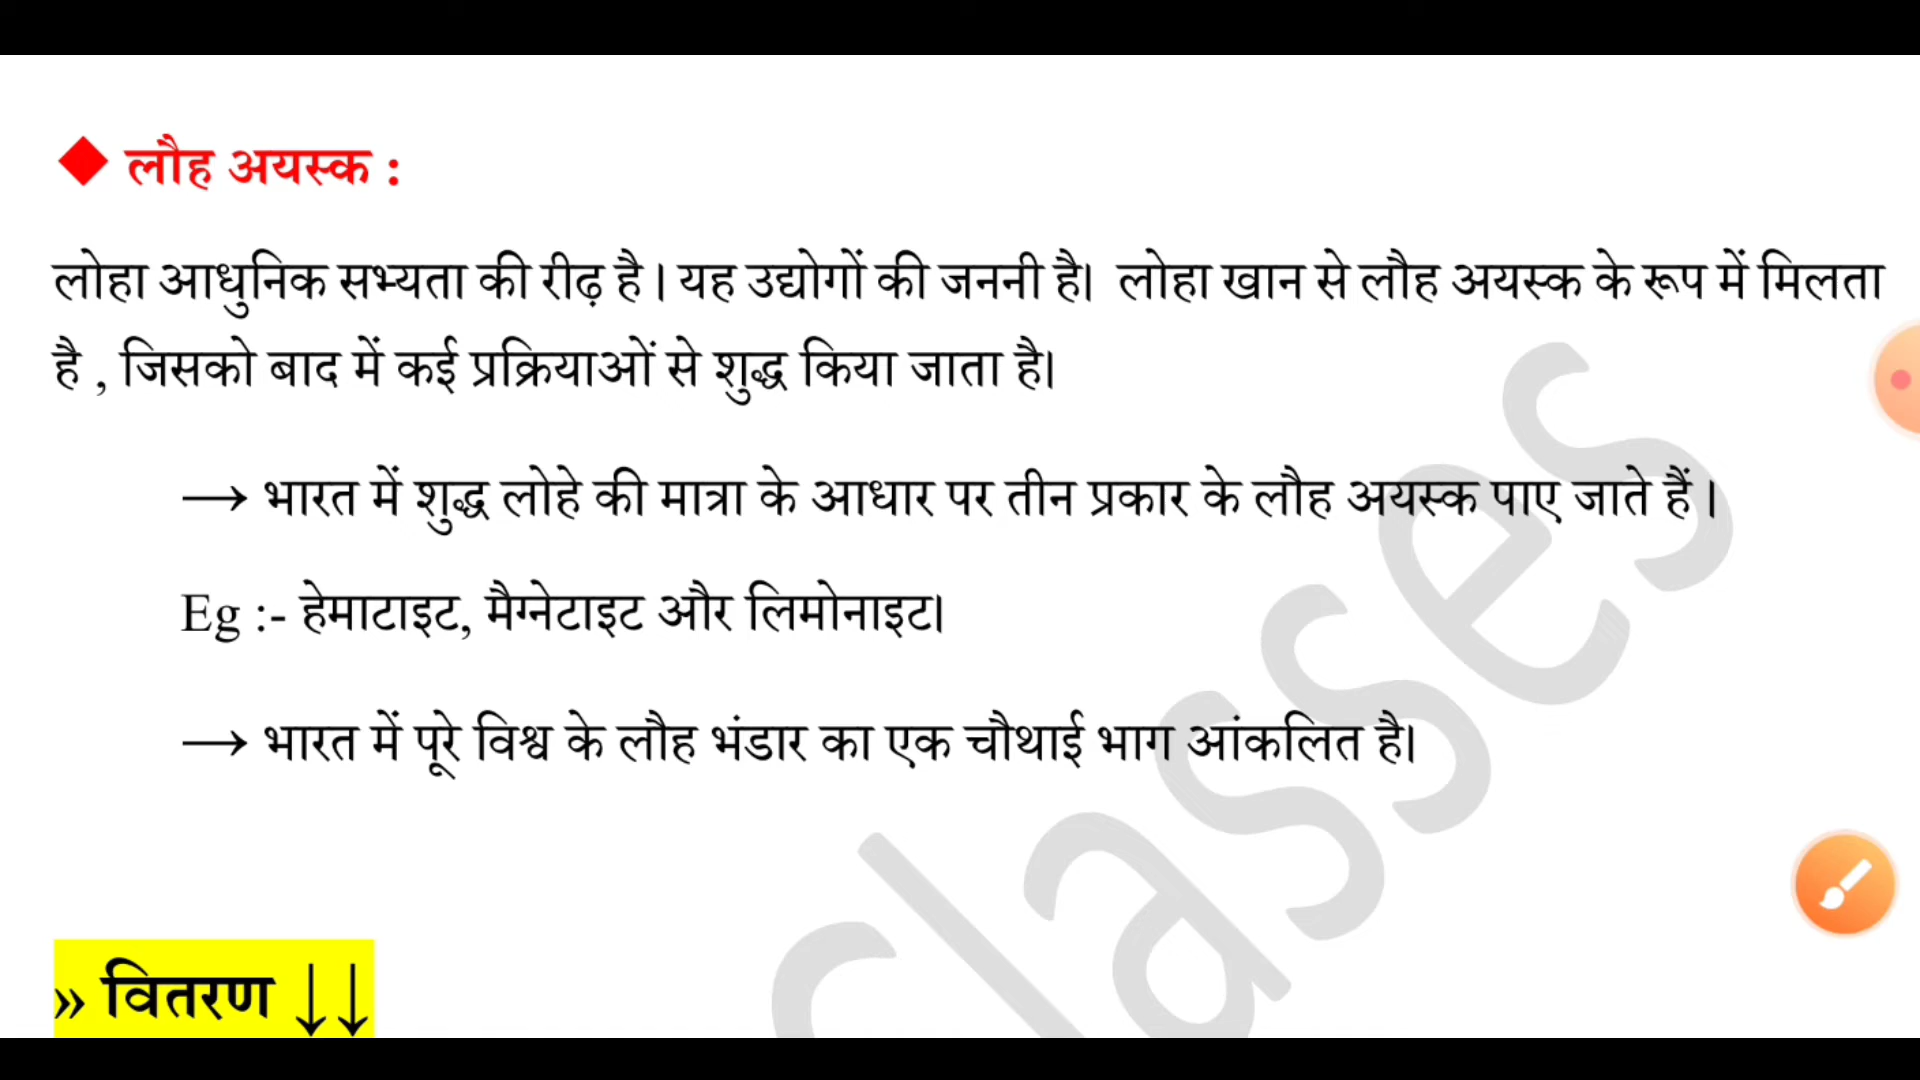 ◆ लौह अयस्क :
लोहा आधुनिक सभ्यता की रीढ़ है । यह उद्योगों की जननी है। लोहा खान से लौह अयस्क के रूप में मिलता
है , जिसको बाद में कई प्रक्रियाओं से शुद्ध किया जाता है।
→ भारत में शुद्ध लोहे की मात्रा के आधार पर तीन प्रकार के लौह अयस्क पाए जाते हैं ।
Eg :- हेमाटाइट, मैग्नेटाइट और लिमोनाइट।
→ भारत में पूरे विश्व के लौह भंडार का एक चौथाई भाग आंकलित है।
» वितरण ↓↓
Classes